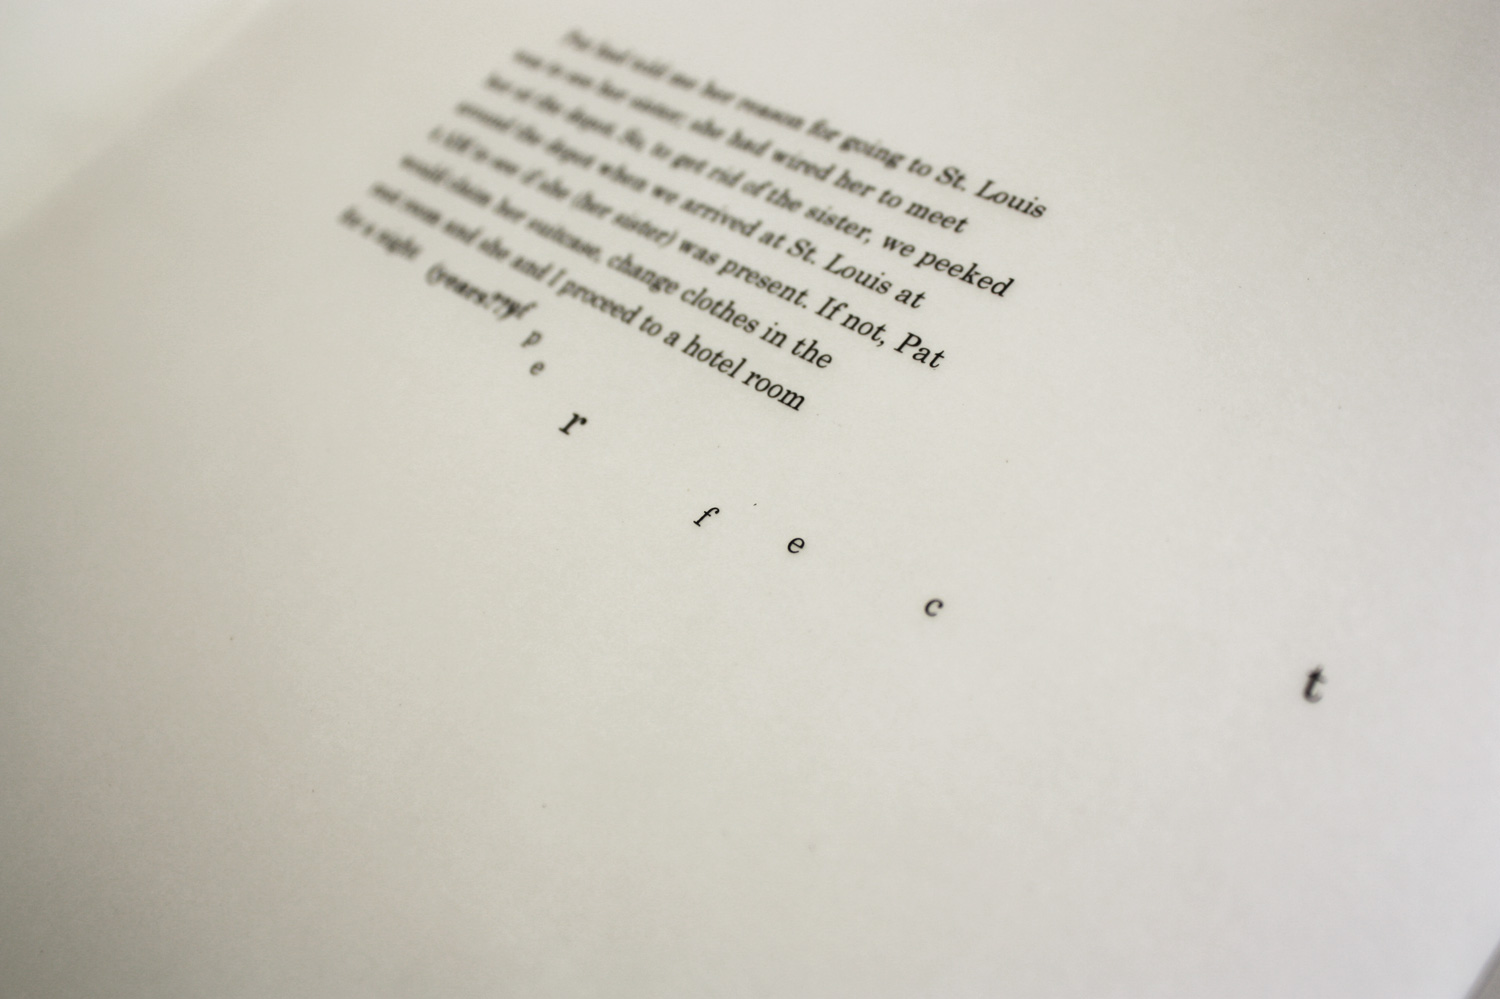 Pat had told me her reason for going to St. Louis
was to see her sister; she had wired her to meet
her at the depot. So, to get rid of the sister, we peeked
around the depot when we arrived at St. Louis at
to see if she (her sister) was present. If not, Pat
would claim her suitcase, change clothes in the
rest room and she and I proceed to a hotel room
for a night (years??) of
p
e
r
f
e
c
t